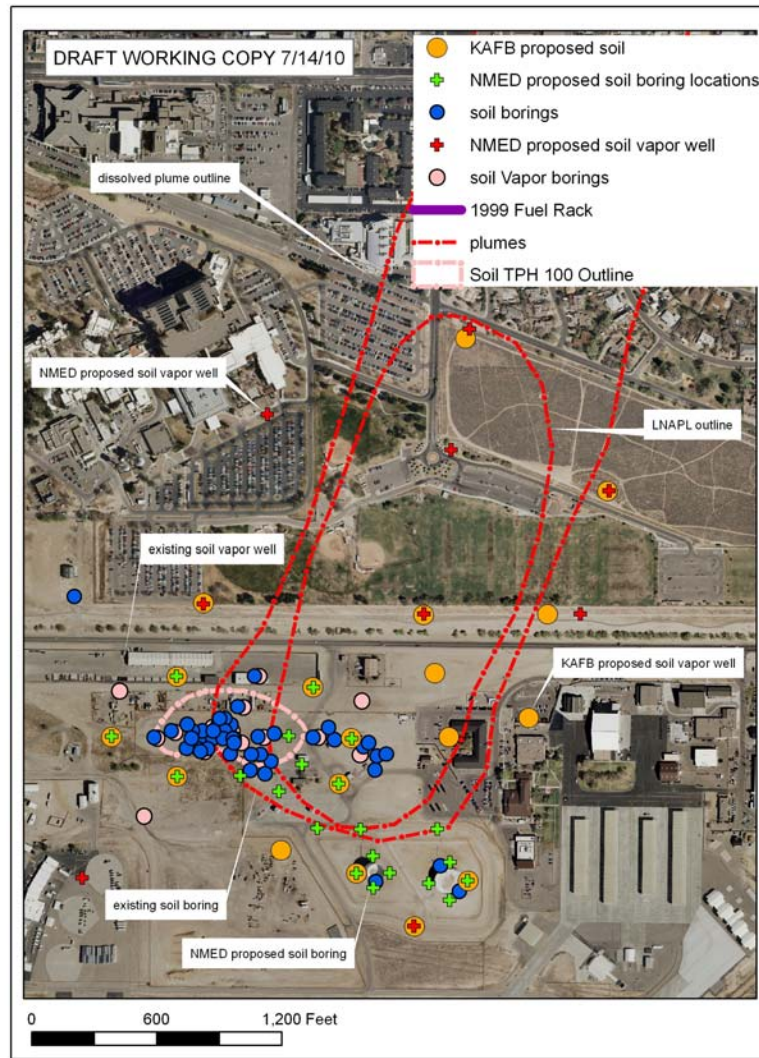 DRAFT WORKING COPY 7/14/10
KAFB proposed soil
NMED proposed soil boring locations
soil borings
NMED proposed soil vapor well
soil Vapor borings
1999 Fuel Rack
plumes
Soil TPH 100 Outline
dissolved plume outline
NMED proposed soil vapor well
LNAPL outline
existing soil vapor well
KAFB proposed soil vapor well
existing soil boring
NMED proposed soil boring
0 600 1,200 Feet